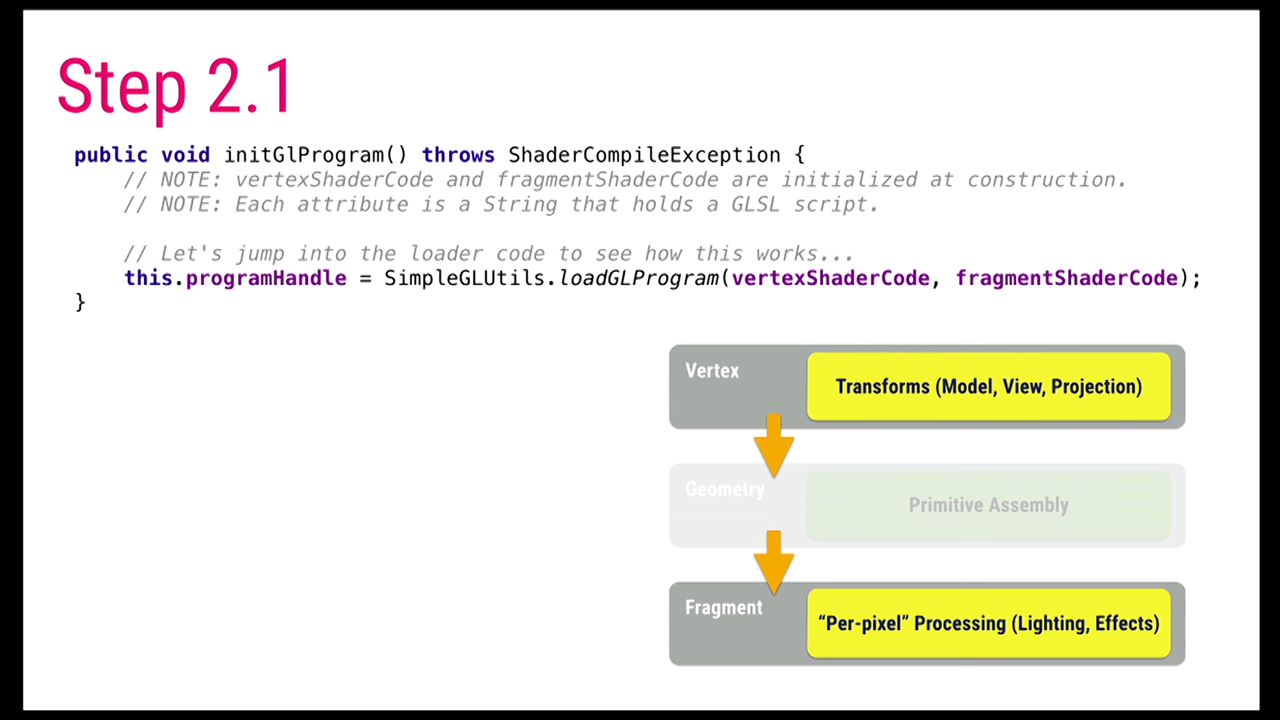 Step 2.1
public void initGlProgram() throws ShaderCompileException {
// NOTE: vertexShaderCode and fragmentShaderCode are initialized at construction.
// NOTE: Each attribute is a String that holds a GLSL script.
// Let's jump into the loader code to see how this works...
this.programHandle = SimpleGLUtils.loadGLProgram(vertexShaderCode, fragmentShaderCode);
}
Vertex
Transforms (Model, View, Projection)
Geometry
Primitive Assembly
Fragment
“Per-pixel” Processing (Lighting, Effects)